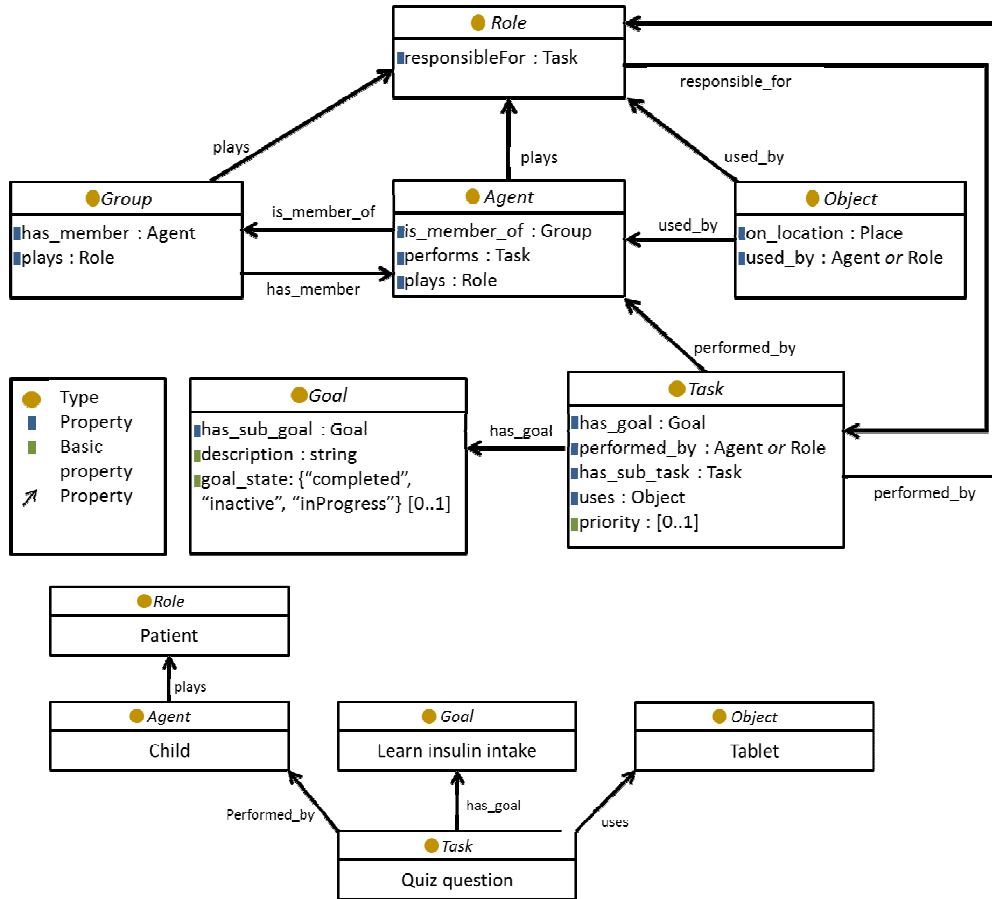 Role
responsibleFor : Task
responsible_for
plays
plays
used_by
Group
has_member : Agent
plays : Role
is_member_of
has_member
Agent
is_member_of : Group
performs : Task
plays : Role
used_by
Object
on_location : Place
used_by : Agent or Role
performed_by
Type
Property
Basic
property
Property
Goal
has_sub_goal : Goal
description : string
goal_state: {“completed”,
“inactive”, “inProgress”} [0..1]
has_goal
Task
has_goal : Goal
performed_by : Agent or Role
has_sub_task : Task
uses : Object
priority : [0..1]
performed_by
Role
Patient
plays
Agent
Child
Goal
Learn insulin intake
Object
Tablet
Performed_by
has_goal
uses
Task
Quiz question